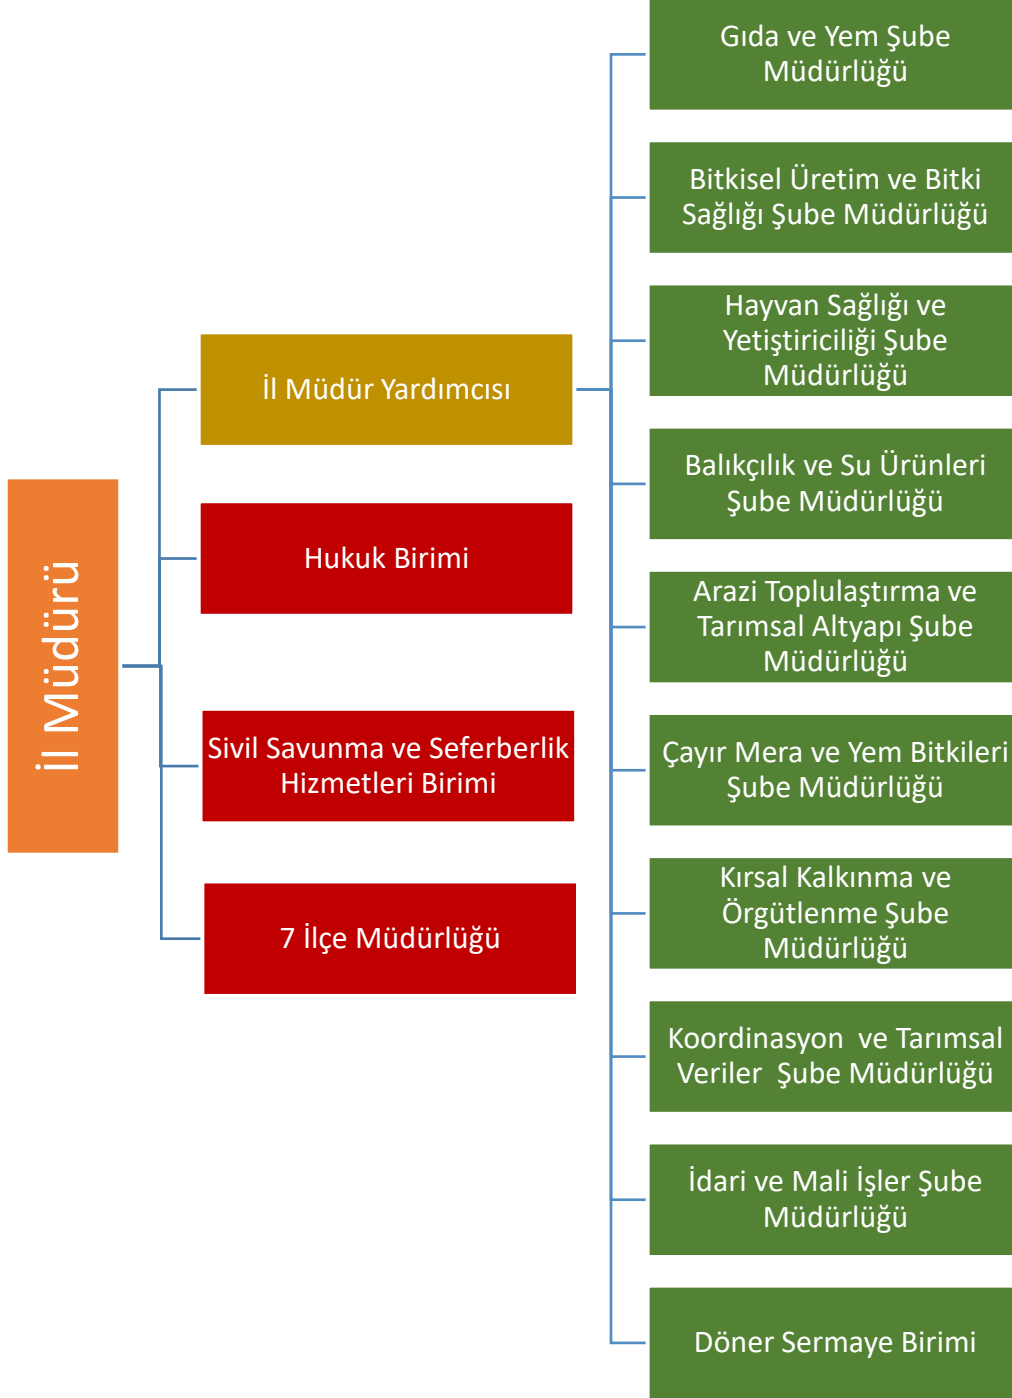 İl Müdürü
İl Müdür Yardımcısı
Hukuk Birimi
Sivil Savunma ve Seferberlik
Hizmetleri Birimi
7 İlçe Müdürlüğü
Gıda ve Yem Şube
Müdürlüğü
Bitkisel Üretim ve Bitki
Sağlığı Şube Müdürlüğü
Hayvan Sağlığı ve
Yetiştiriciliği Şube
Müdürlüğü
Balıkçılık ve Su Ürünleri
Şube Müdürlüğü
Arazi Toplulaştırma ve
Tarımsal Altyapı Şube
Müdürlüğü
Çayır Mera ve Yem Bitkileri
Şube Müdürlüğü
Kırsal Kalkınma ve
Örgütlenme Şube
Müdürlüğü
Koordinasyon ve Tarımsal
Veriler Şube Müdürlüğü
İdari ve Mali İşler Şube
Müdürlüğü
Döner Sermaye Birimi